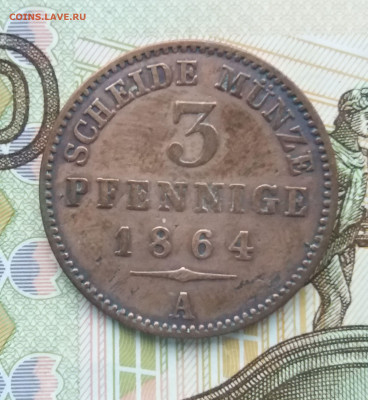 COINS.LAVE.RU
SCHEIDE MÜNZE
3
PFENNIGE
1864
A